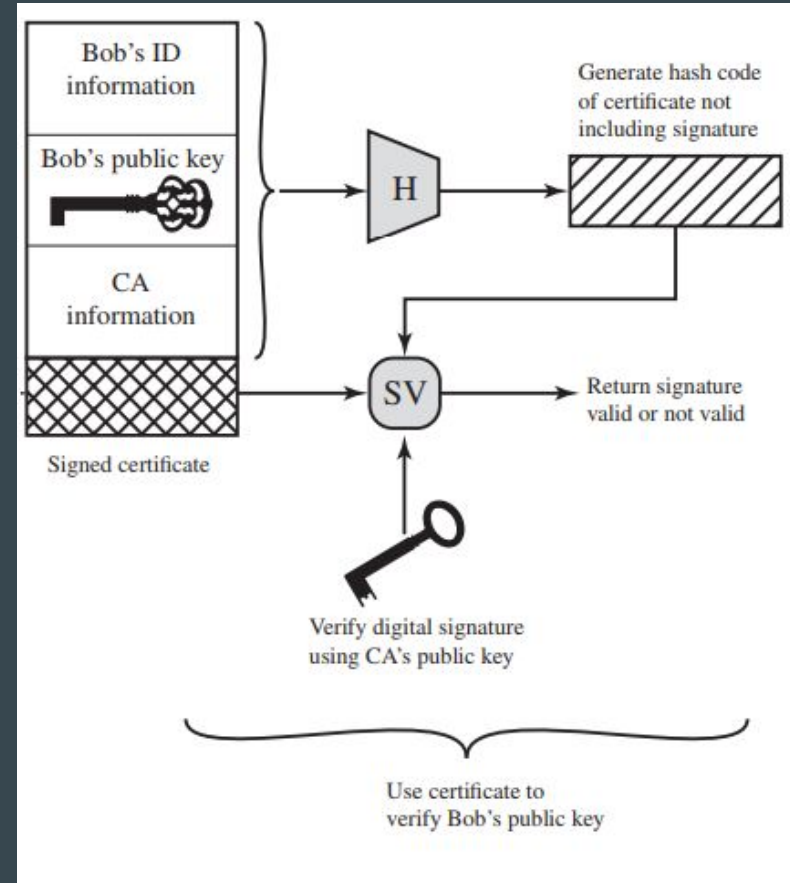 Bob's ID
information
Bob's public key
CA
information
Signed certificate
H
Generate hash code
of certificate not
including signature
SV
Return signature
valid or not valid
Verify digital signature
using CA's public key
Use certificate to
verify Bob's public key